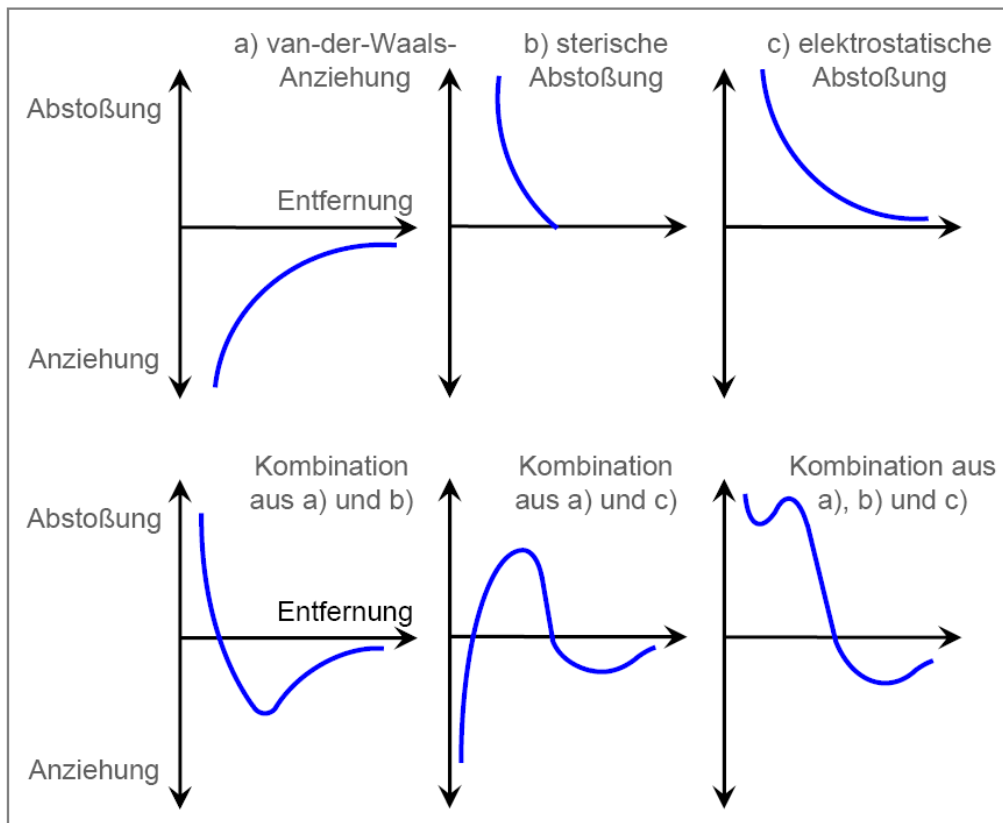 a) van-der-Waals-
Anziehung
b) sterische
Abstoßung
c) elektrostatische
Abstoßung
Abstoßung
Entfernung
Anziehung
Kombination
aus a) und b)
Kombination
aus a) und c)
Kombination aus
a), b) und c)
Abstoßung
Entfernung
Anziehung